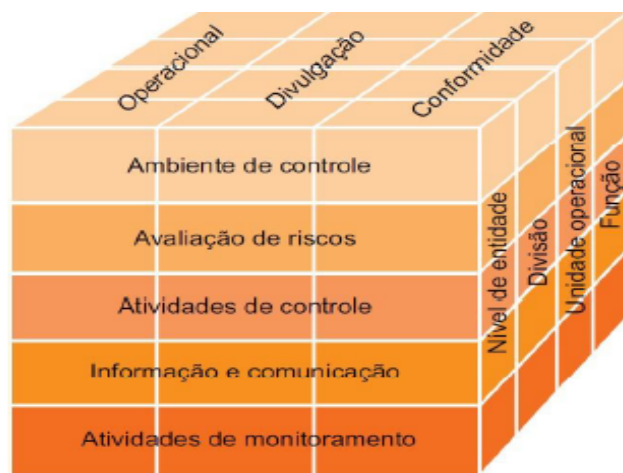 Operacional
Divulgação
Conformidade
Ambiente de controle
Avaliação de riscos
Atividades de controle
Informação e comunicação
Atividades de monitoramento
Nível de entidade
Divisão
Unidade operacional
Função